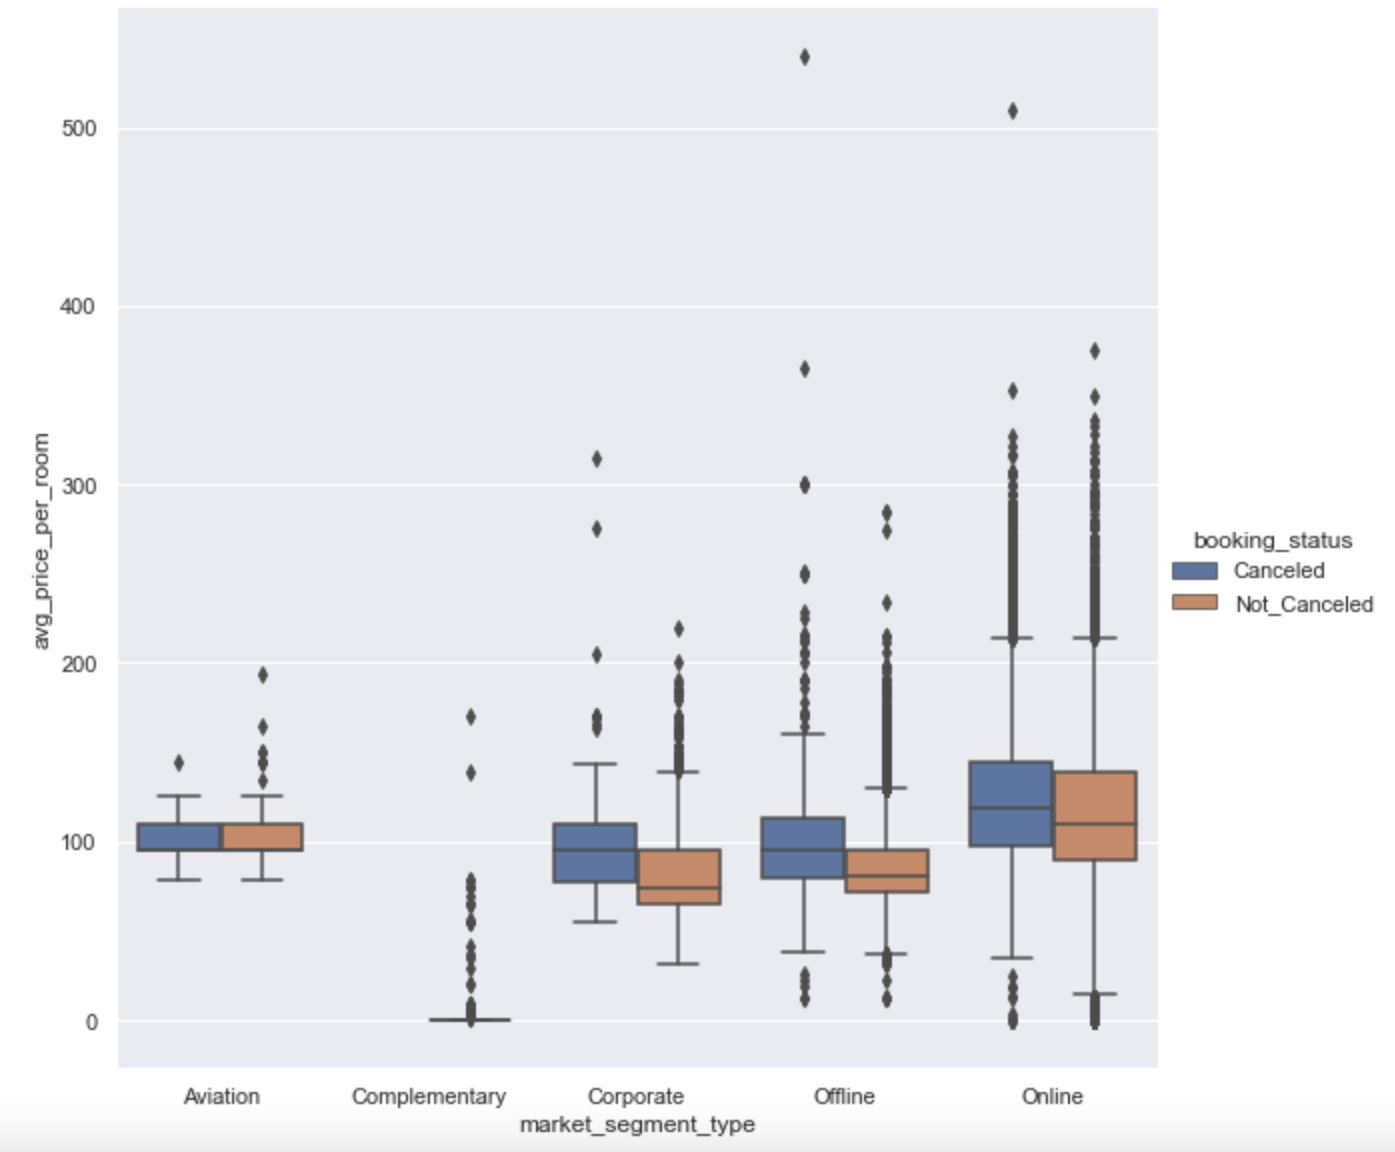 500
400
300
200
100
0
avg_price_per_room
Aviation Complementary Corporate Offline Online
market_segment_type
booking_status
Canceled
Not_Canceled